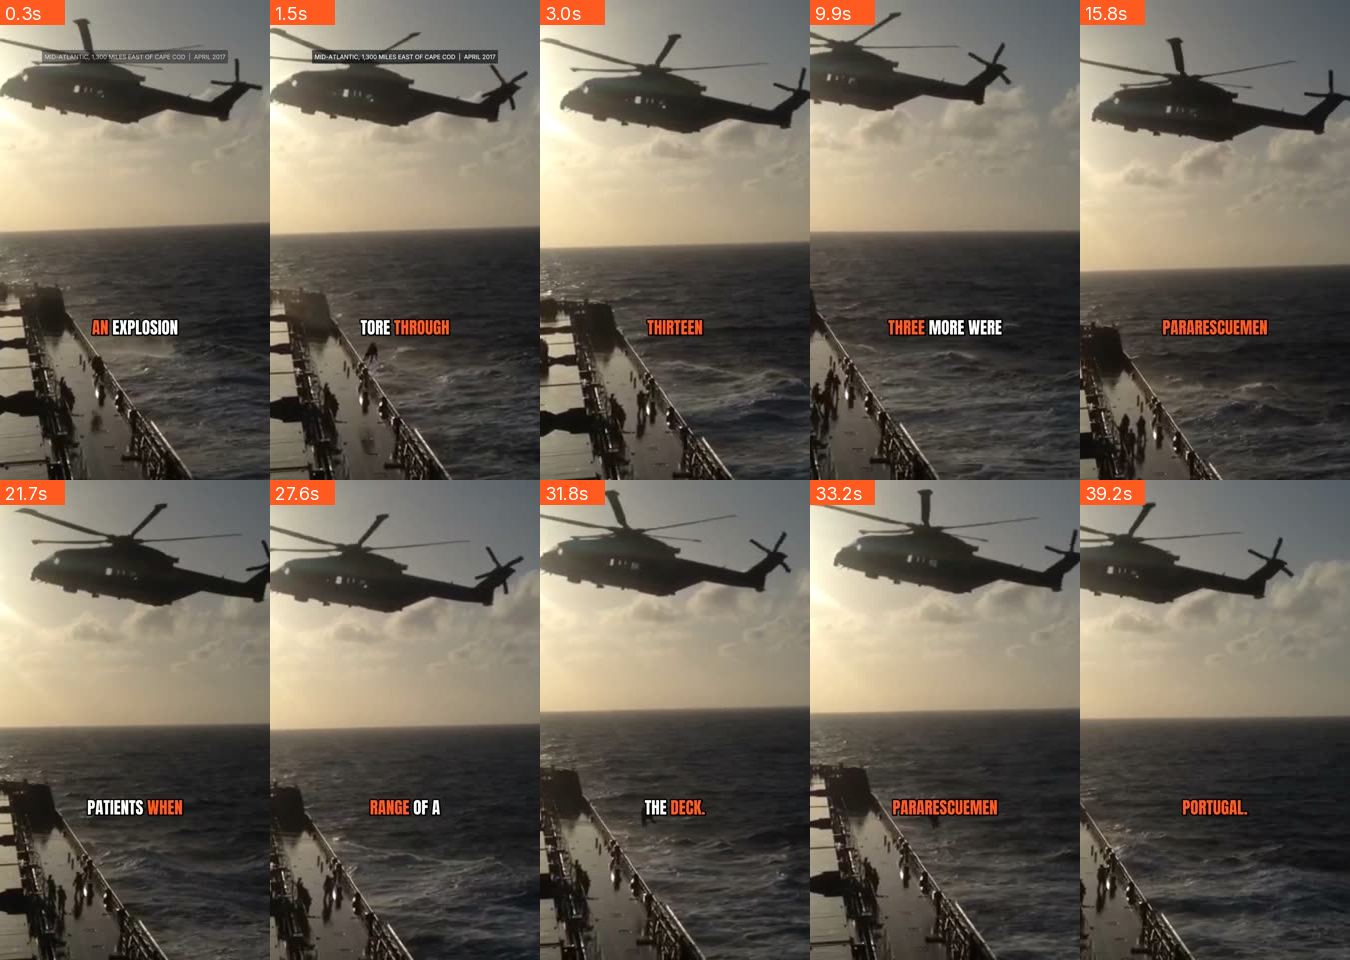 0.3s
MID-ATLANTIC, 1,300 MILES EAST OF CAPE COD | APRIL 2017
AN EXPLOSION
1.5s
MID-ATLANTIC, 1,300 MILES EAST OF CAPE COD | APRIL 2017
TORE THROUGH
3.0s
THIRTEEN
9.9s
THREE MORE WERE
15.8s
PARARESCUEMEN
21.7s
PATIENTS WHEN
27.6s
RANGE OF A
31.8s
THE DECK.
33.2s
PARARESCUEMEN
39.2s
PORTUGAL.